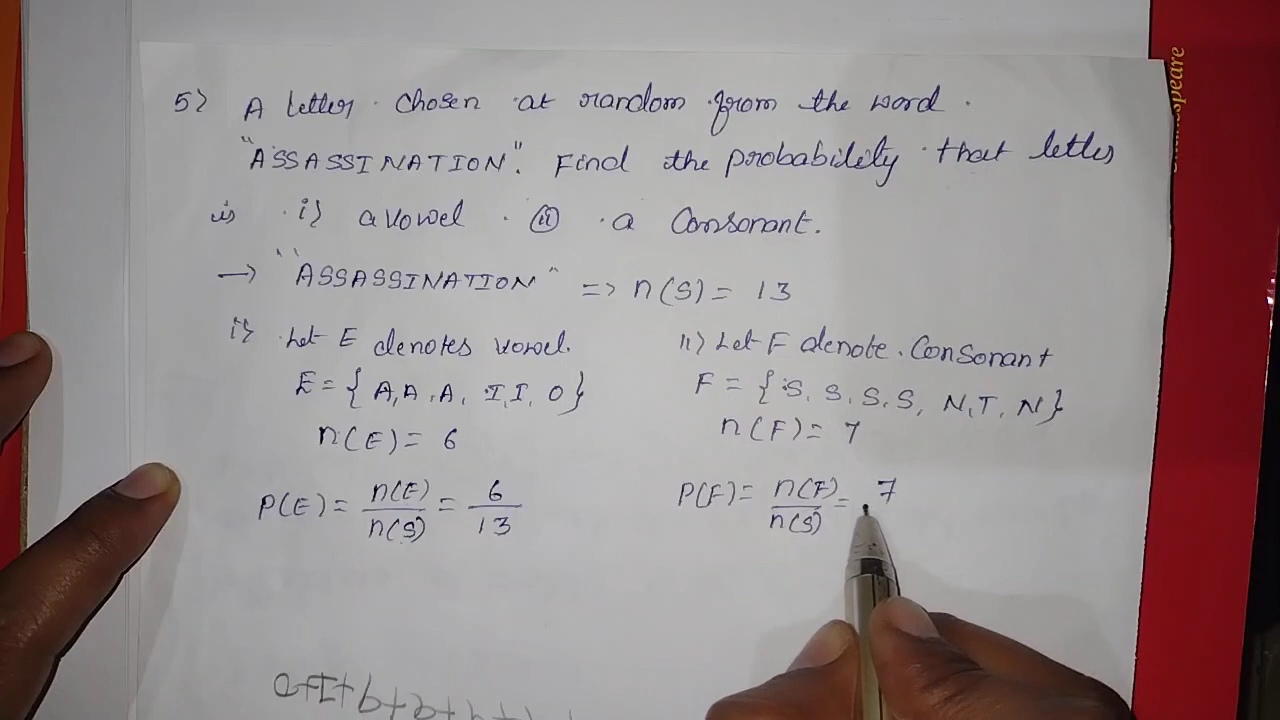 5) A letter chosen at random from the word
"ASSASSINATION". Find the probability that letter
is i) a vowel ii) a Consonant.
→ "ASSASSINATION" => n(S) = 13
i) Let E denotes vowel.
E = { A, A, A, I, I, O }
n(E) = 6
P(E) = n(E)/n(S) = 6/13
ii) Let F denote Consonant
F = { S, S, S, S, N, T, N }
n(F) = 7
P(F) = n(F)/n(S) = 7